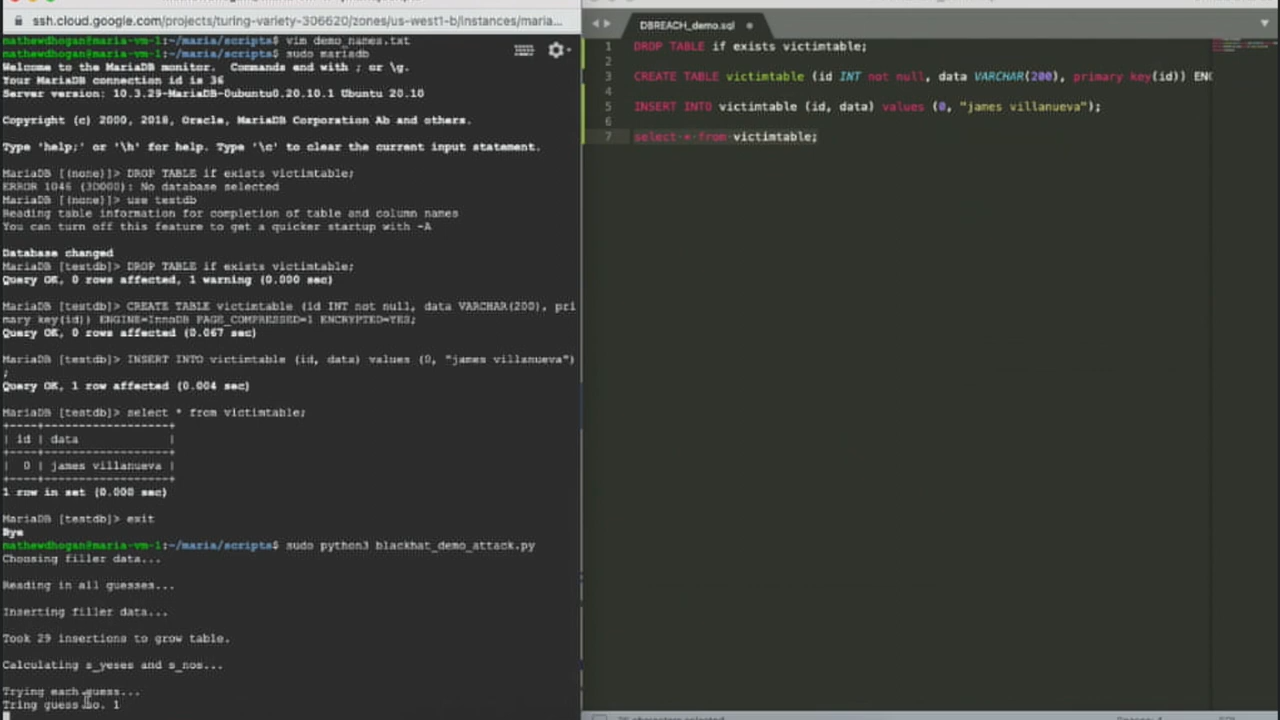 ssh.cloud.google.com/projects/turing-variety-306620/zones/us-west1-b/instances/maria...
mathewdhogan@maria-vm-1:~/maria/scripts$ vim demo_names.txt
mathewdhogan@maria-vm-1:~/maria/scripts$ sudo mariadb
Welcome to the MariaDB monitor.  Commands end with ; or \g.
Your MariaDB connection id is 36
Server version: 10.3.29-MariaDB-0ubuntu0.20.10.1 Ubuntu 20.10
Copyright (c) 2000, 2018, Oracle, MariaDB Corporation Ab and others.
Type 'help;' or '\h' for help. Type '\c' to clear the current input statement.
MariaDB [(none)]> DROP TABLE if exists victimtable;
ERROR 1046 (3D000): No database selected
MariaDB [(none)]> use testdb
Reading table information for completion of table and column names
You can turn off this feature to get a quicker startup with -A
Database changed
MariaDB [testdb]> DROP TABLE if exists victimtable;
Query OK, 0 rows affected, 1 warning (0.000 sec)
MariaDB [testdb]> CREATE TABLE victimtable (id INT not null, data VARCHAR(200), pri
mary key(id)) ENGINE=InnoDB PAGE_COMPRESSED=1 ENCRYPTED=YES;
Query OK, 0 rows affected (0.067 sec)
MariaDB [testdb]> INSERT INTO victimtable (id, data) values (0, "james villanueva")
;
Query OK, 1 row affected (0.004 sec)
MariaDB [testdb]> select * from victimtable;
+----+------------------+
| id | data             |
+----+------------------+
|  0 | james villanueva |
+----+------------------+
1 row in set (0.000 sec)
MariaDB [testdb]> exit
Bye
mathewdhogan@maria-vm-1:~/maria/scripts$ sudo python3 blackhat_demo_attack.py
Choosing filler data...
Reading in all guesses...
Inserting filler data...
Took 29 insertions to grow table.
Calculating s_yeses and s_nos...
Trying each guess...
Tring guess no. 1
DBREACH_demo.sql
1 DROP TABLE if exists victimtable;
2
3 CREATE TABLE victimtable (id INT not null, data VARCHAR(200), primary key(id)) ENG
4
5 INSERT INTO victimtable (id, data) values (0, "james villanueva");
6
7 select * from victimtable;